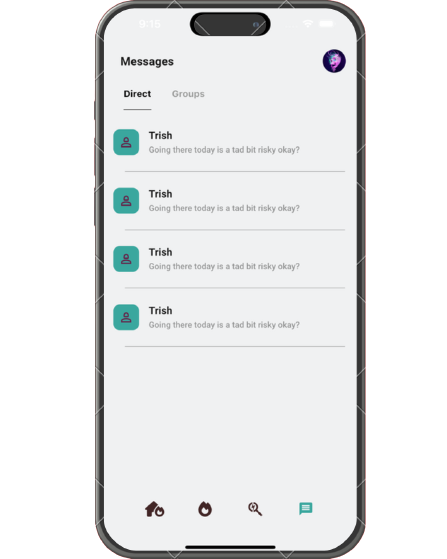 9:15
Messages
Direct
Groups
Trish
Going there today is a tad bit risky okay?
Trish
Going there today is a tad bit risky okay?
Trish
Going there today is a tad bit risky okay?
Trish
Going there today is a tad bit risky okay?